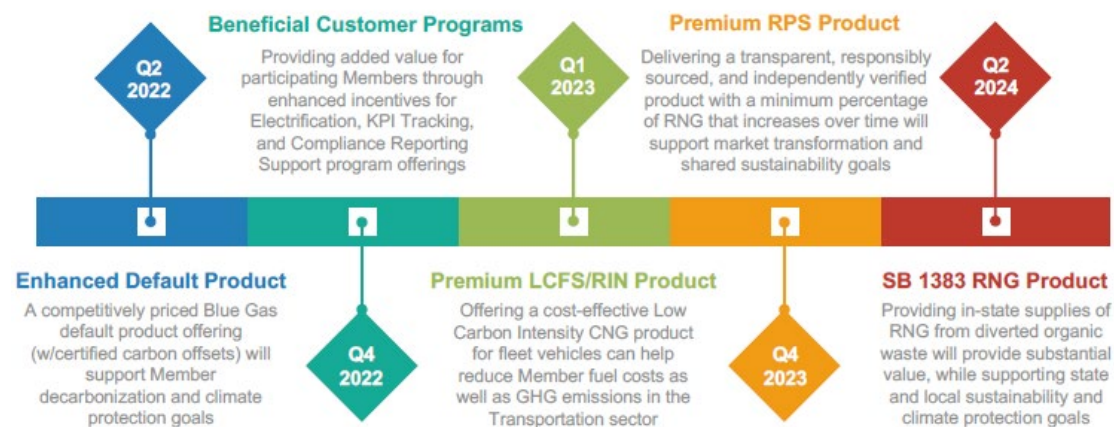 Q2
2022
Enhanced Default Product
A competitively priced Blue Gas
default product offering
(w/certified carbon offsets) will
support Member
decarbonization and climate
protection goals
Beneficial Customer Programs
Providing added value for
participating Members through
enhanced incentives for
Electrification, KPI Tracking,
and Compliance Reporting
Support program offerings
Q4
2022
Q1
2023
Premium LCFS/RIN Product
Offering a cost-effective Low
Carbon Intensity CNG product
for fleet vehicles can help
reduce Member fuel costs as
well as GHG emissions in the
Transportation sector
Premium RPS Product
Delivering a transparent, responsibly
sourced, and independently verified
product with a minimum percentage
of RNG that increases over time will
support market transformation and
shared sustainability goals
Q4
2023
Q2
2024
SB 1383 RNG Product
Providing in-state supplies of
RNG from diverted organic
waste will provide substantial
value, while supporting state
and local sustainability and
climate protection goals